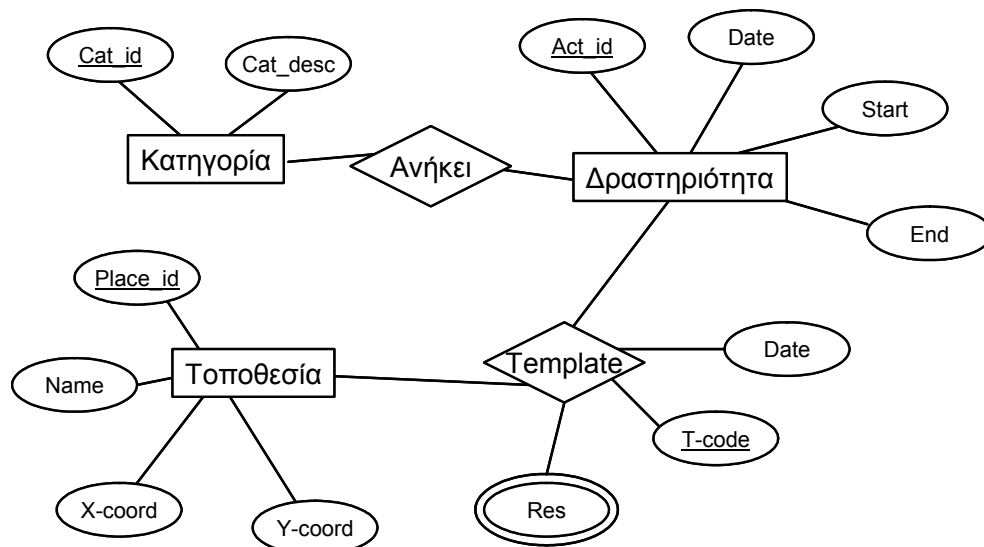 Cat_id
Cat_desc
Act_id
Date
Start
End
Κατηγορία
Ανήκει
Δραστηριότητα
Place_id
Name
Τοποθεσία
X-coord
Y-coord
Template
Date
T-code
Res